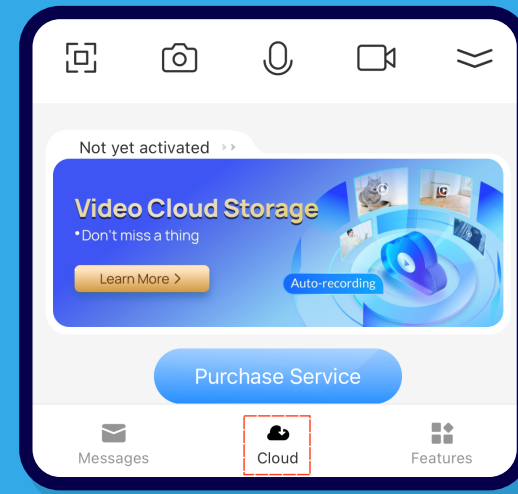 Not yet activated
Video Cloud Storage
•Don't miss a thing
Learn More >
Auto-recording
Purchase Service
Messages
Cloud
Features